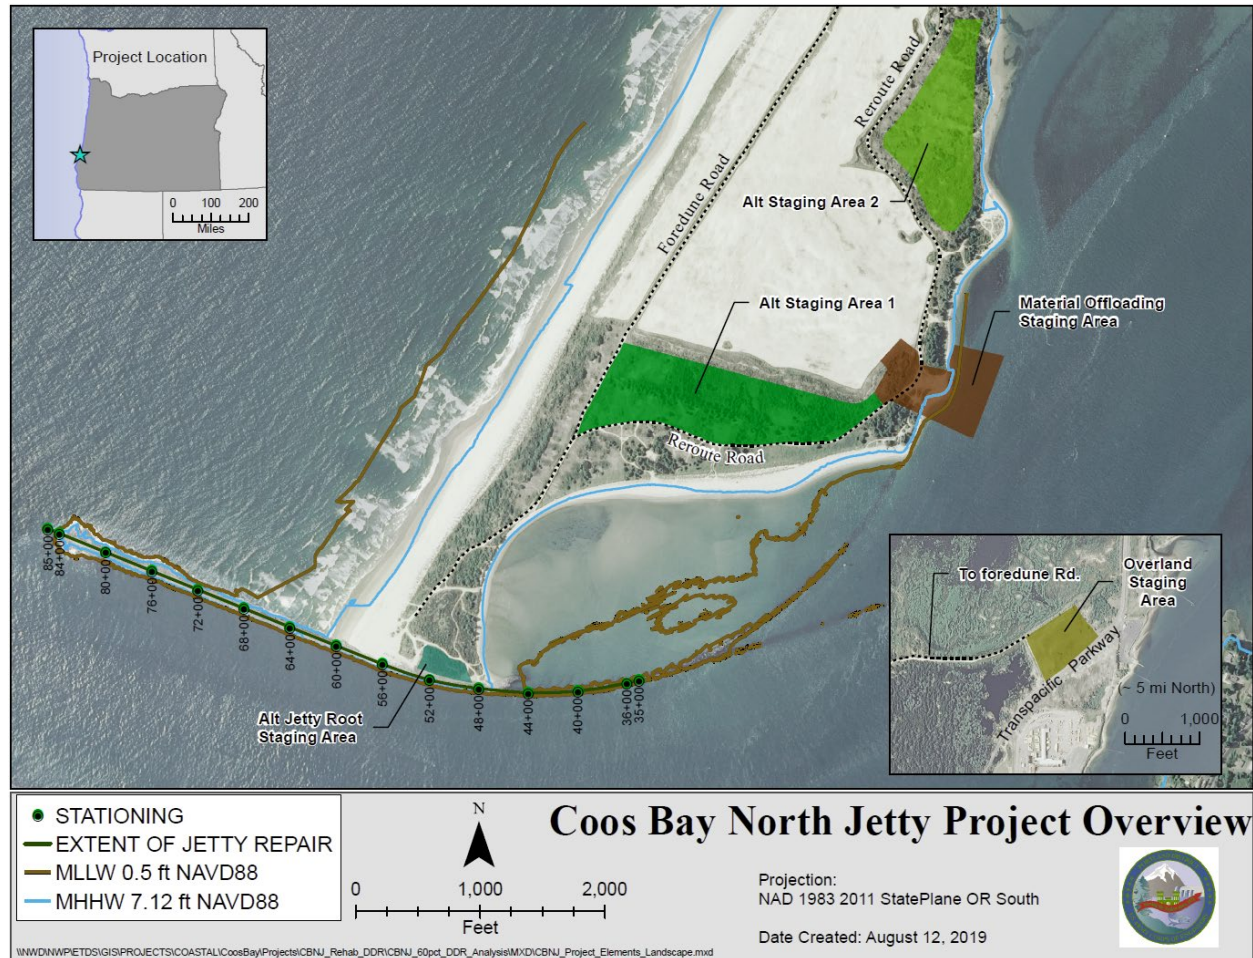 Project Location
0 100 200
Miles
Reroute Road
Foredune Road
Alt Staging Area 2
Alt Staging Area 1
Material Offloading
Staging Area
Reroute Road
85+00
84+00
80+00
76+00
72+00
68+00
64+00
60+00
56+00
52+00
48+00
44+00
40+00
36+00
35+00
Alt Jetty Root
Staging Area
To foredune Rd.
Overland
Staging
Area
Transpacific Parkway
(~ 5 mi North)
0 1,000
Feet
STATIONING
EXTENT OF JETTY REPAIR
MLLW 0.5 ft NAVD88
MHHW 7.12 ft NAVD88
N
0 1,000 2,000
Feet
Coos Bay North Jetty Project Overview
Projection:
NAD 1983 2011 StatePlane OR South
Date Created: August 12, 2019
\\NWD\NWP\ETDS\GIS\PROJECTS\COASTAL\CoosBay\Projects\CBNJ_Rehab_DDR\CBNJ_60pct_DDR_Analysis\MXD\CBNJ_Project_Elements_Landscape.mxd